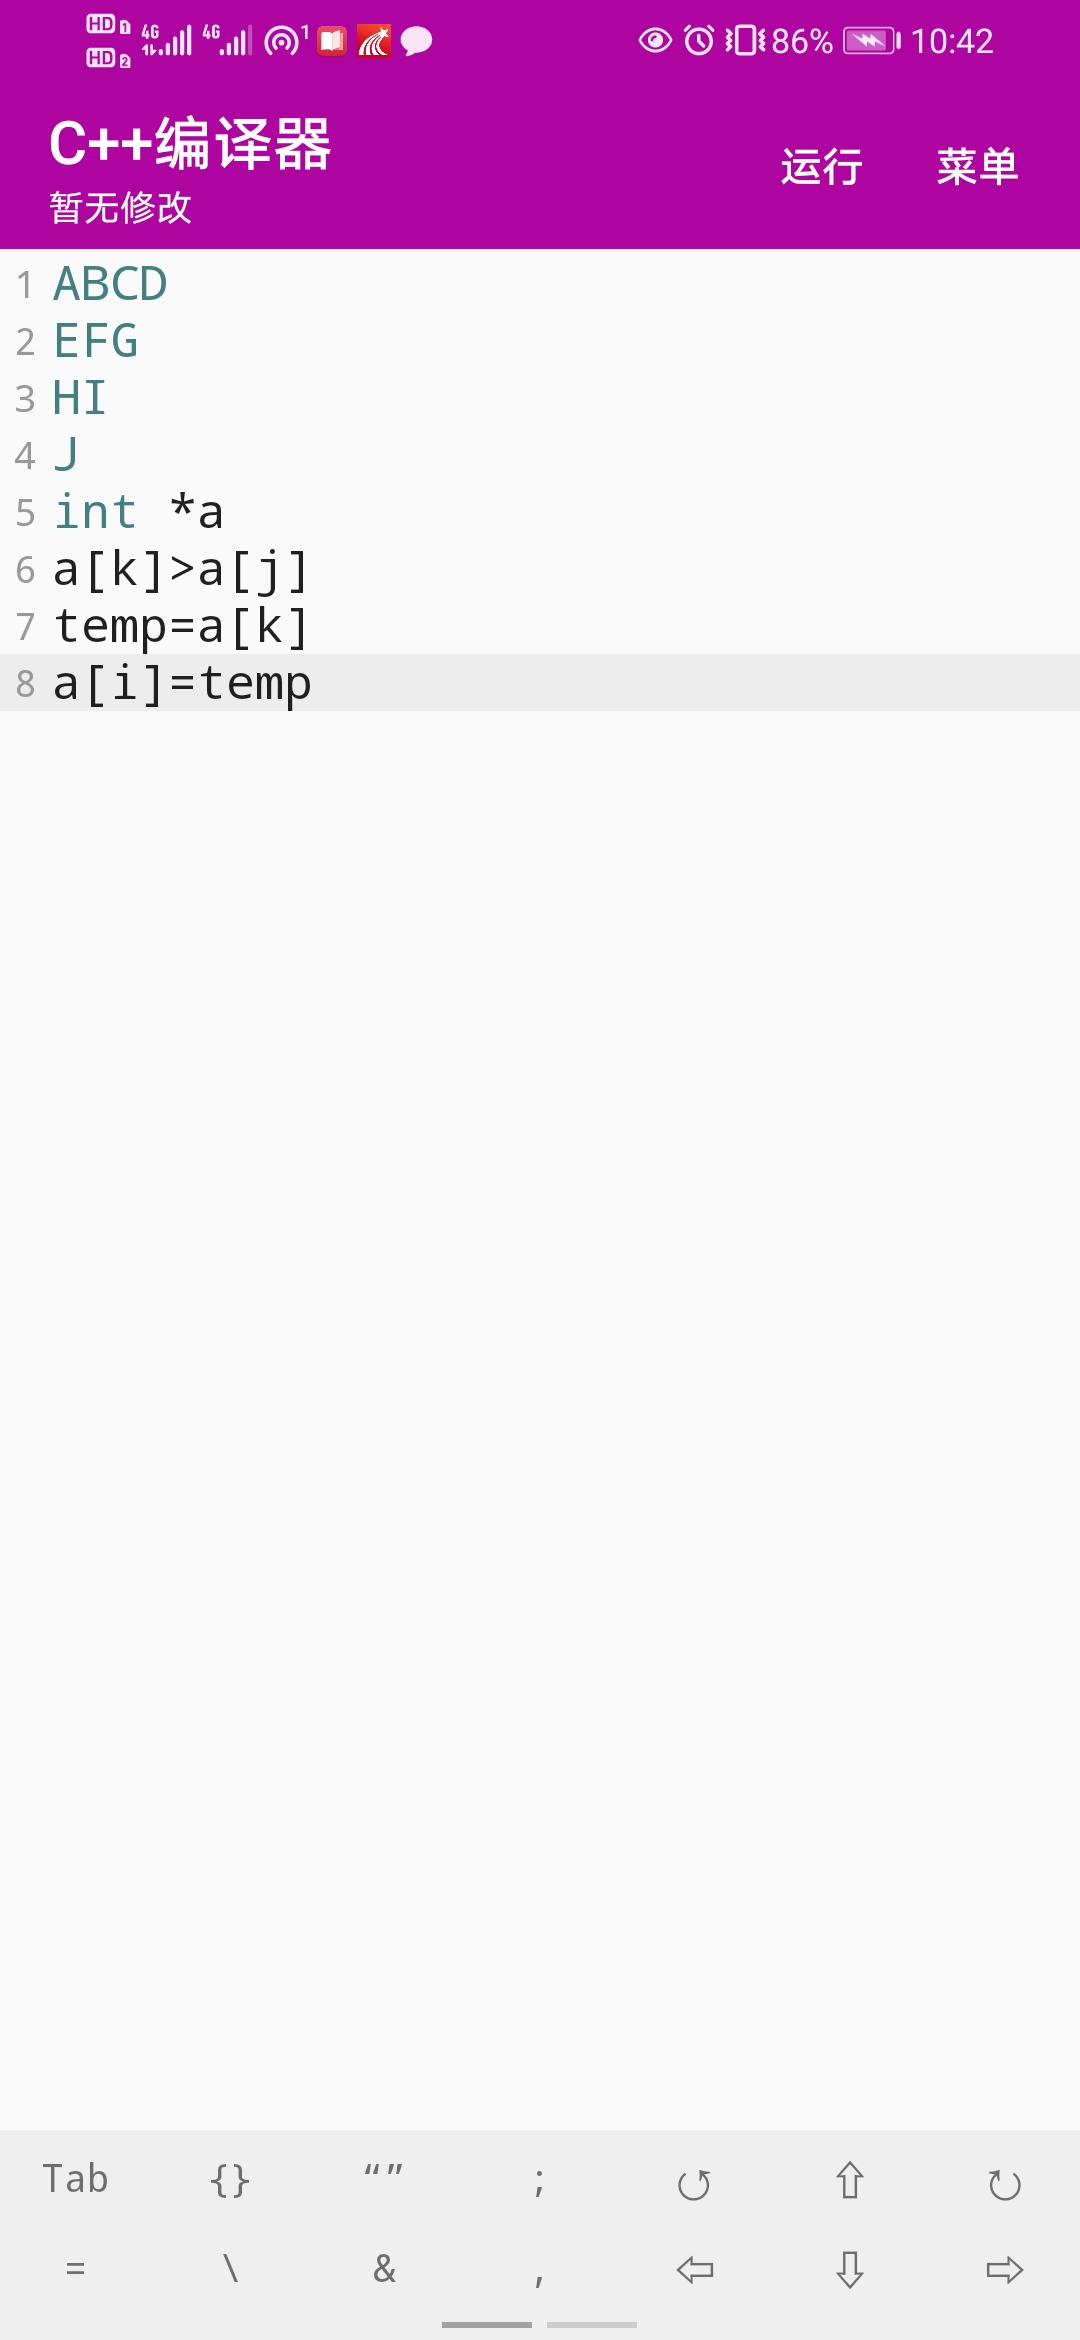 HD 1 4G 4G 1 86% 10:42
HD 2
C++编译器
暂无修改
运行 菜单
1 ABCD
2 EFG
3 HI
4 J
5 int *a
6 a[k]>a[j]
7 temp=a[k]
8 a[i]=temp
Tab {} “” ;
= \ & ,